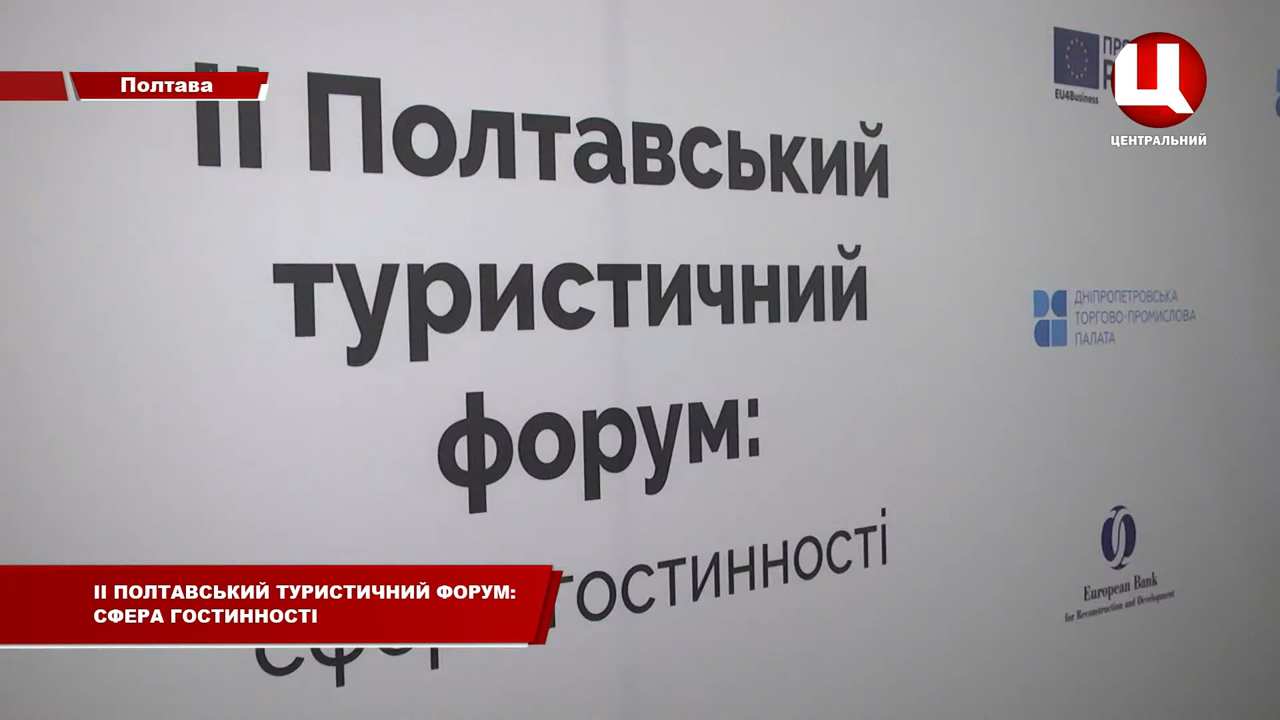 Полтава
II Полтавський
туристичний
форум:
гостинності
EU4Business
Ц
ЦЕНТРАЛЬНИЙ
ДНІПРОПЕТРОВСЬКА
ТОРГОВО-ПРОМИСЛОВА
ПАЛАТА
European Bank
for Reconstruction and Development
II ПОЛТАВСЬКИЙ ТУРИСТИЧНИЙ ФОРУМ:
СФЕРА ГОСТИННОСТІ